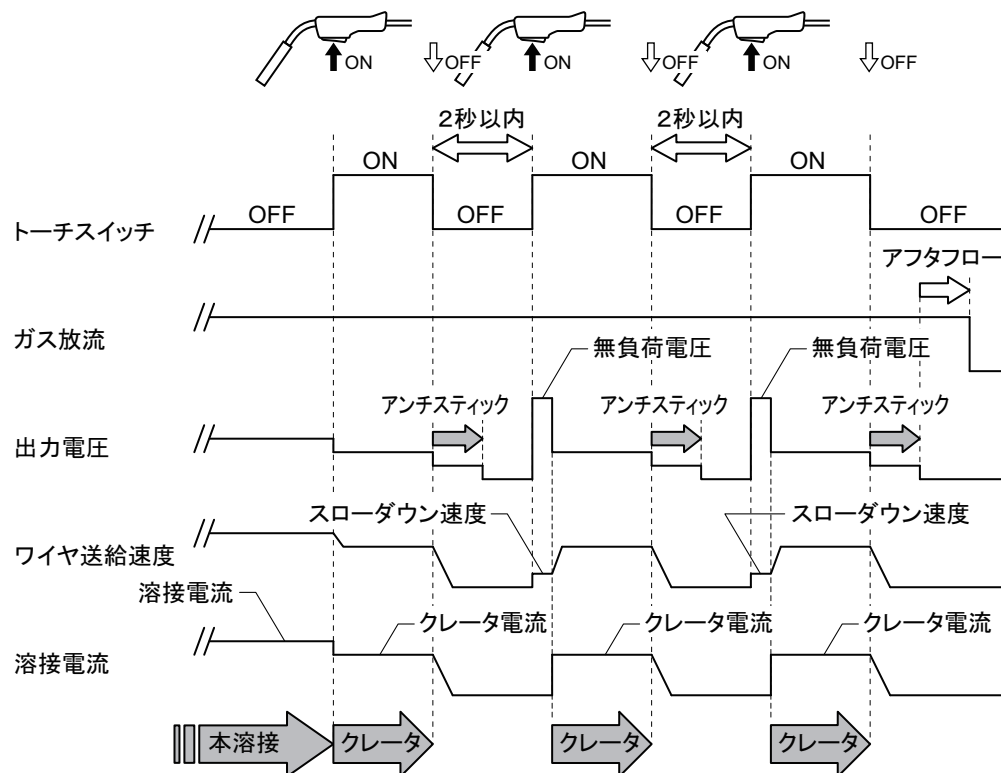 ON
OFF
ON
OFF
ON
OFF
2秒以内
2秒以内
トーチスイッチ
OFF
ON
OFF
ON
OFF
ON
OFF
アフタフロー
ガス放流
無負荷電圧
無負荷電圧
アンチスティック
アンチスティック
アンチスティック
出力電圧
スローダウン速度
スローダウン速度
ワイヤ送給速度
溶接電流
クレータ電流
クレータ電流
クレータ電流
溶接電流
本溶接
クレータ
クレータ
クレータ